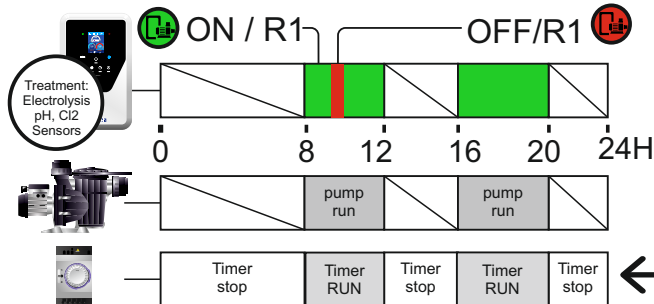 ON / R1
OFF/R1
Treatment:
Electrolysis
pH, Cl2
Sensors
0 8 12 16 20 24H
pump
run
pump
run
Timer
stop
Timer
RUN
Timer
stop
Timer
RUN
Timer
stop